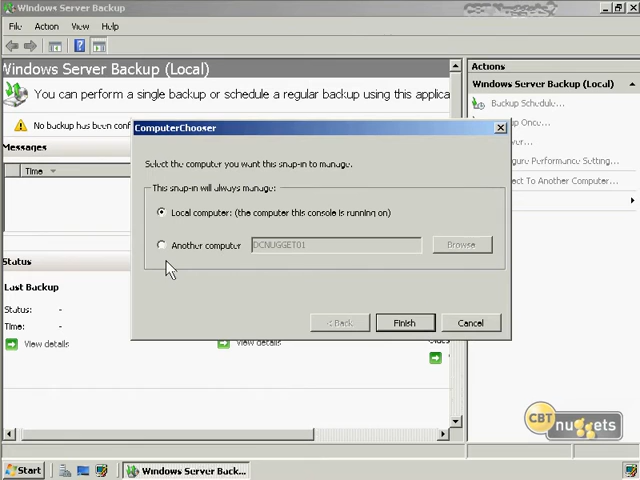 Windows Server Backup
File Action View Help
Windows Server Backup (Local)
You can perform a single backup or schedule a regular backup using this applica
No backup has been conf
Messages
Time
Status
Last Backup
Status: -
Time: -
View details
View details
Actions
Windows Server Backup (Local)
Backup Schedule...
up Once...
ver...
gure Performance Setting...
ect To Another Computer...
ComputerChooser
Select the computer you want this snap-in to manage.
This snap-in will always manage:
Local computer: (the computer this console is running on)
Another computer
DCNUGGET01
Browse
< Back
Finish
Cancel
CBT nuggets
Start
Windows Server Back...